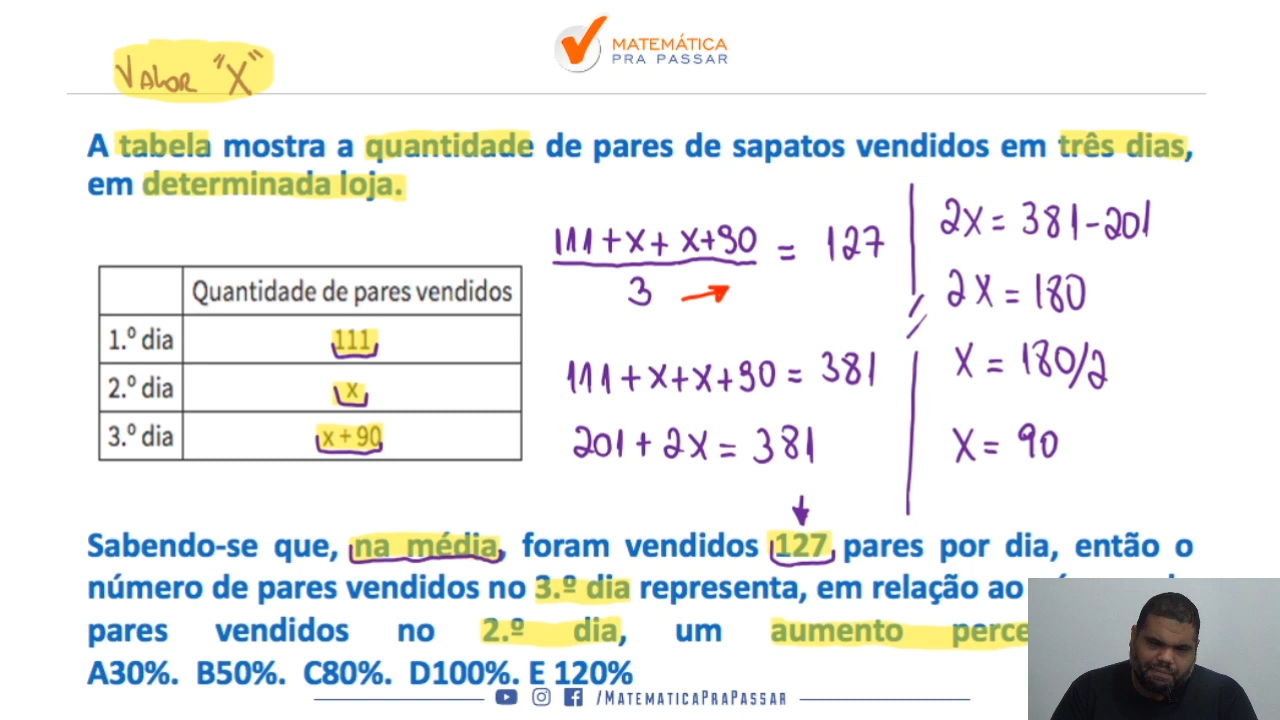 MATEMÁTICA
PRA PASSAR
VALOR "X"
A tabela mostra a quantidade de pares de sapatos vendidos em três dias,
em determinada loja.
Quantidade de pares vendidos
1.º dia 111
2.º dia x
3.º dia x + 90
111 + x + x + 90 = 127
3
111 + x + x + 90 = 381
201 + 2x = 381
2x = 381 - 201
2x = 180
x = 180/2
x = 90
Sabendo-se que, na média, foram vendidos 127 pares por dia, então o
número de pares vendidos no 3.º dia representa, em relação ao
pares vendidos no 2.º dia, um aumento
A30%. B50%. C80%. D100%. E 120%
/MATEMATICAPRAPASSAR